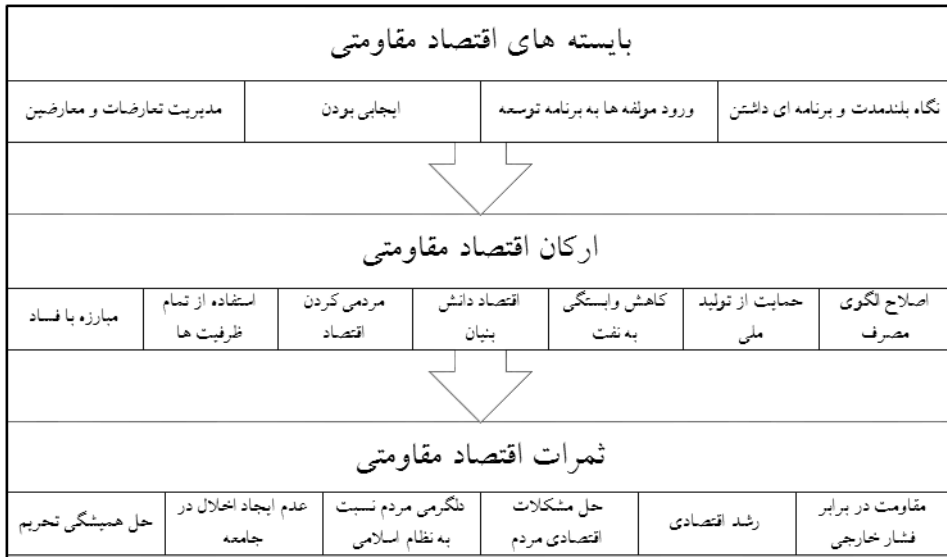 بایسته های اقتصاد مقاومتی
نگاه بلندمدت و برنامه ای داشتن
ورود مولفه ها به برنامه توسعه
ایجابی بودن
مدیریت تعارضات و معارضین
ارکان اقتصاد مقاومتی
اصلاح لگوی
مصرف
حمایت از تولید
ملی
کاهش وابستگی
به نفت
اقتصاد دانش
بنیان
مردمی کردن
اقتصاد
استفاده از تمام
ظرفیت ها
مبارزه با فساد
ثمرات اقتصاد مقاومتی
مقاومت در برابر
فشار خارجی
رشد اقتصادی
حل مشکلات
اقتصادی مردم
دلگرمی مردم نسبت
به نظام اسلامی
عدم ایجاد اخلال در
جامعه
حل همیشگی تحریم